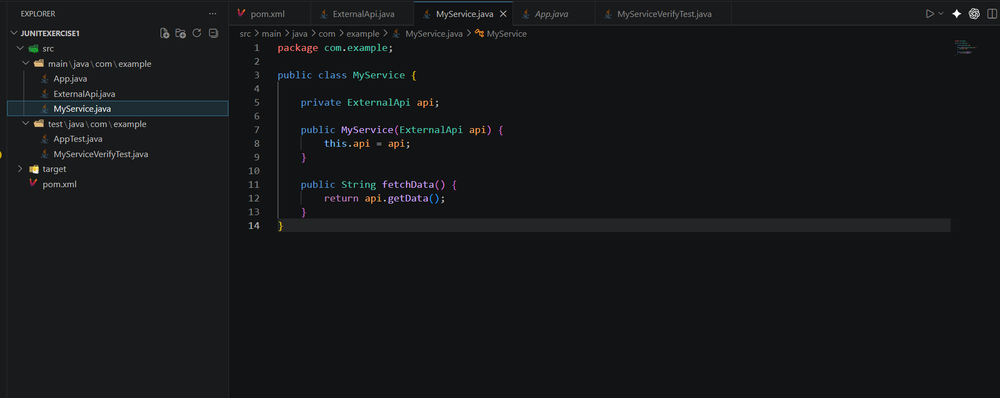 EXPLORER
JUNITEXERCISE1
src
main\java\com\example
App.java
ExternalApi.java
MyService.java
test\java\com\example
AppTest.java
MyServiceVerifyTest.java
target
pom.xml
pom.xml ExternalApi.java MyService.java App.java MyServiceVerifyTest.java
src > main > java > com > example > MyService.java > MyService
1 package com.example;
2
3 public class MyService {
4
5 private ExternalApi api;
6
7 public MyService(ExternalApi api) {
8 this.api = api;
9 }
10
11 public String fetchData() {
12 return api.getData();
13 }
14 }